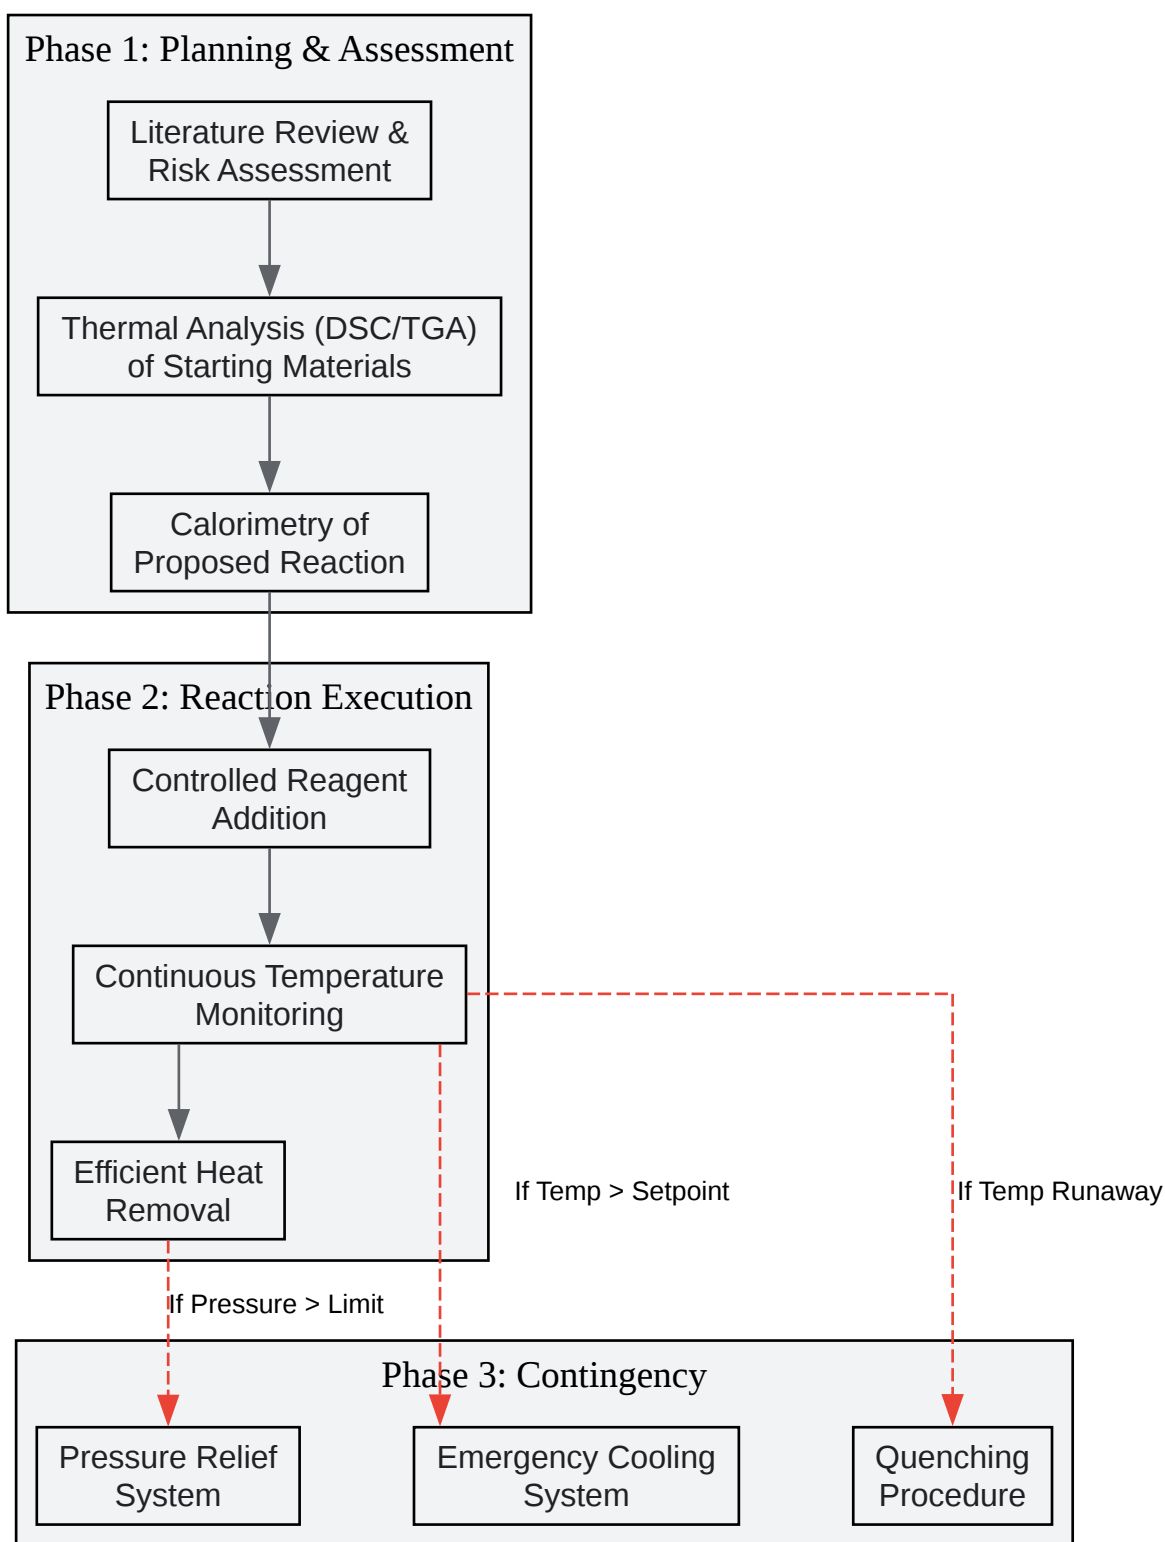 Phase 1: Planning & Assessment
Literature Review &
Risk Assessment
Thermal Analysis (DSC/TGA)
of Starting Materials
Calorimetry of
Proposed Reaction
Phase 2: Reaction Execution
Controlled Reagent
Addition
Continuous Temperature
Monitoring
Efficient Heat
Removal
If Temp > Setpoint
If Temp Runaway
If Pressure > Limit
Phase 3: Contingency
Pressure Relief
System
Emergency Cooling
System
Quenching
Procedure